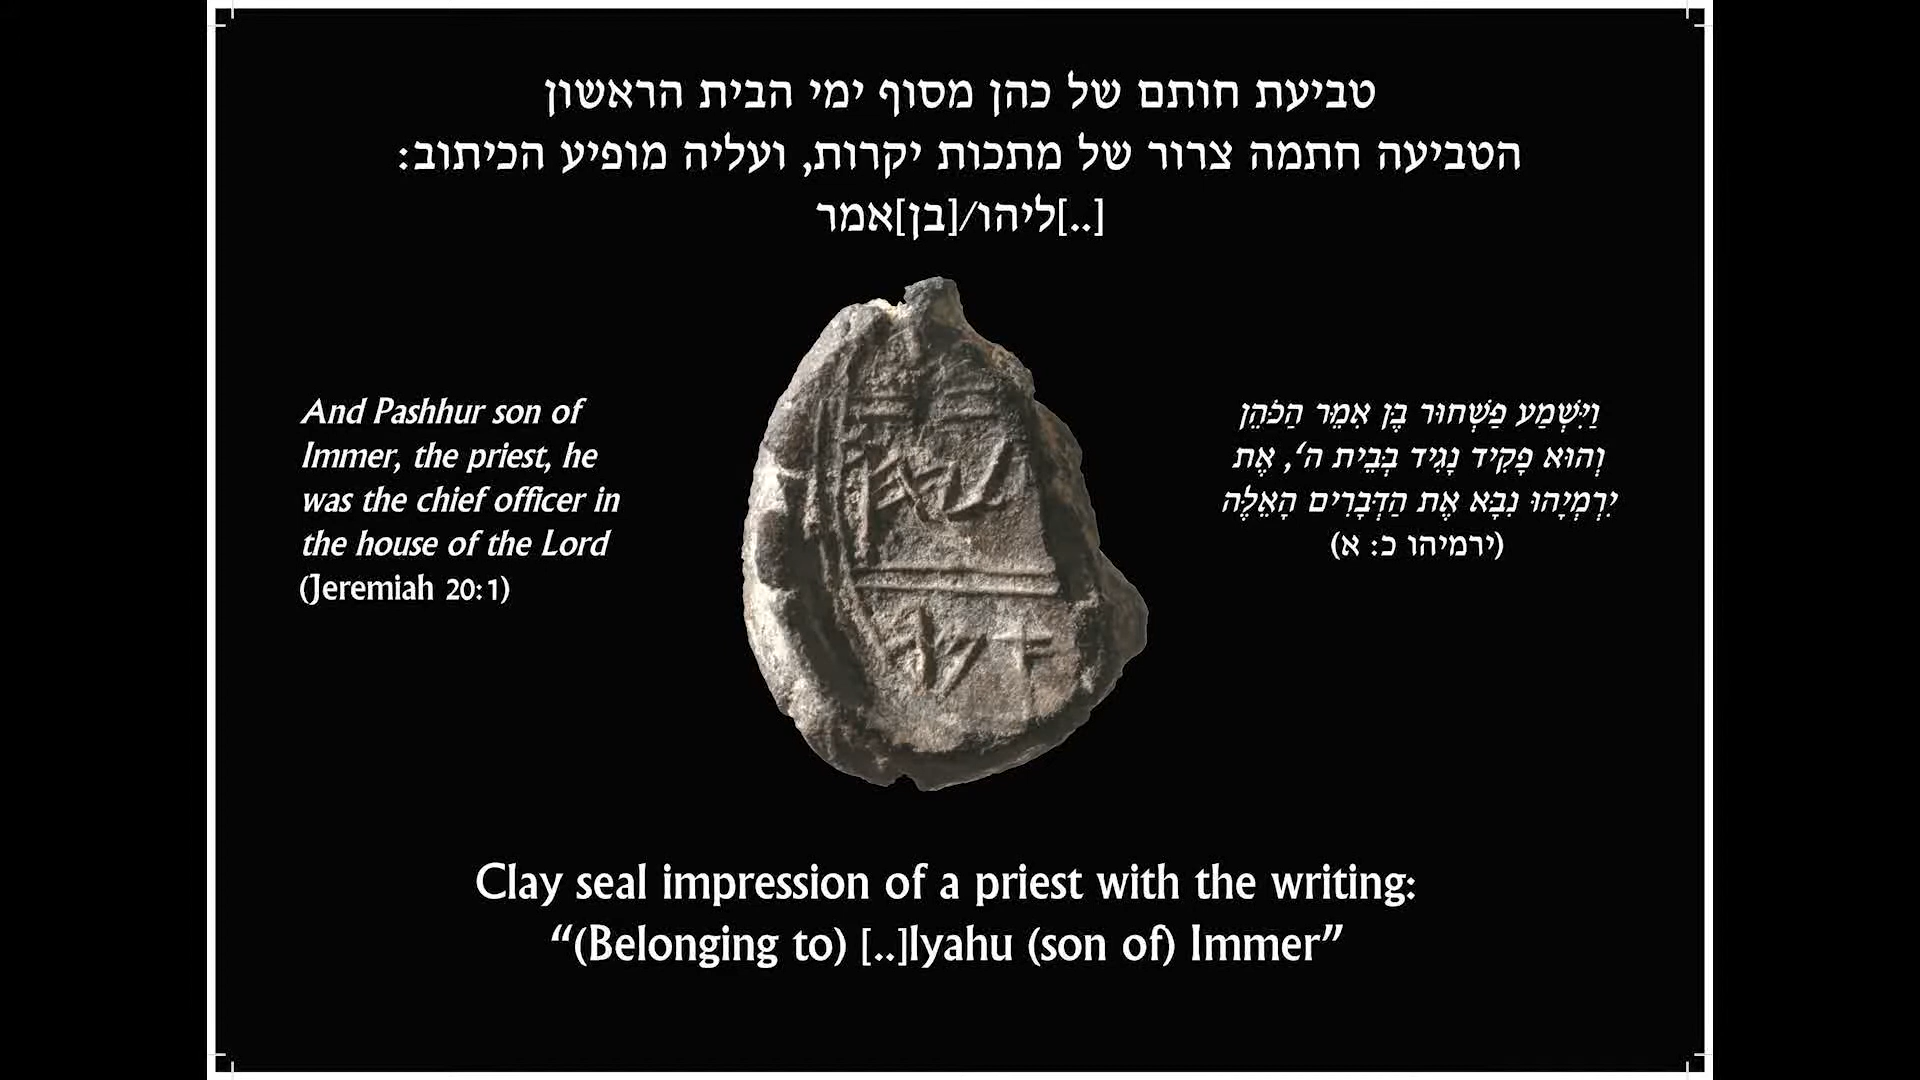 טביעת חותם של כהן מסוף ימי הבית הראשון
הטביעה חתמה צרור של מתכות יקרות, ועליה מופיע הכיתוב:
[..]ליהו/[בן]אמר
And Pashhur son of
Immer, the priest, he
was the chief officer in
the house of the Lord
(Jeremiah 20:1)
וַיִּשְׁמַע פַּשְׁחוּר בֶּן אִמֵּר הַכֹּהֵן
וְהוּא פָקִיד נָגִיד בְּבֵית ה', אֶת
יִרְמְיָהוּ נִבָּא אֶת הַדְּבָרִים הָאֵלֶּה
(ירמיהו כ: א)
Clay seal impression of a priest with the writing:
“(Belonging to) [..]lyahu (son of) Immer”